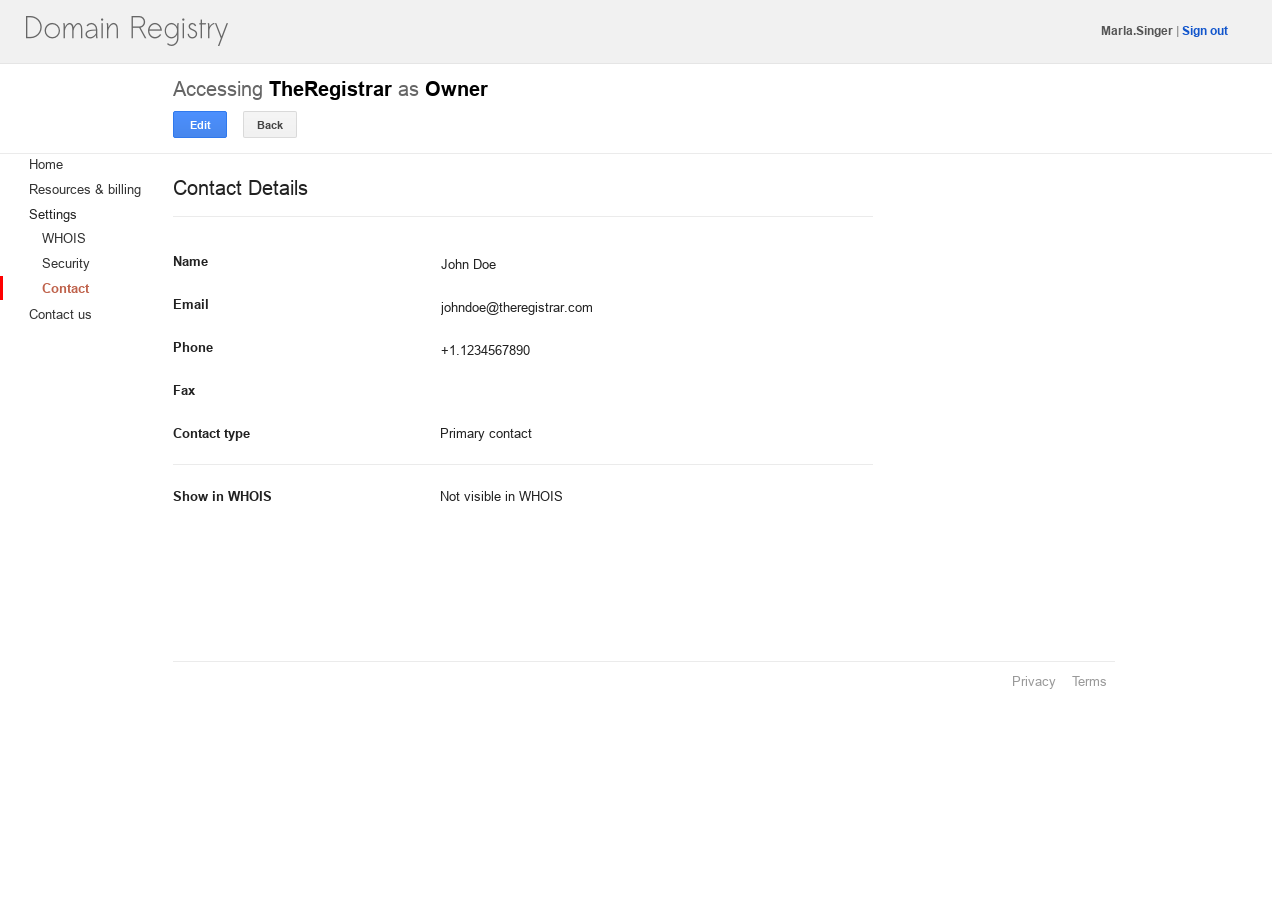 Domain Registry
Marla.Singer | Sign out
Accessing TheRegistrar as Owner
Edit Back
Home
Resources & billing
Settings
WHOIS
Security
Contact
Contact us
Contact Details
Name John Doe
Email johndoe@theregistrar.com
Phone +1.1234567890
Fax
Contact type Primary contact
Show in WHOIS Not visible in WHOIS
Privacy Terms